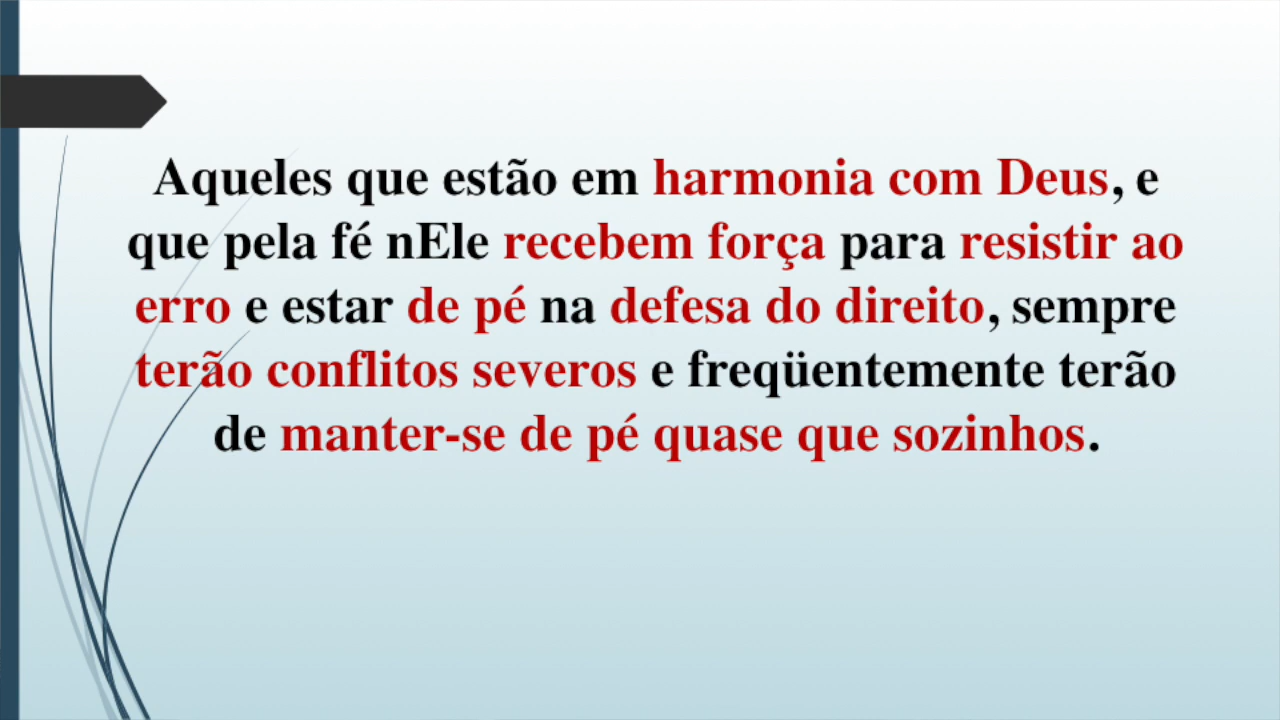 Aqueles que estão em harmonia com Deus, e
que pela fé nEle recebem força para resistir ao
erro e estar de pé na defesa do direito, sempre
terão conflitos severos e freqüentemente terão
de manter-se de pé quase que sozinhos.